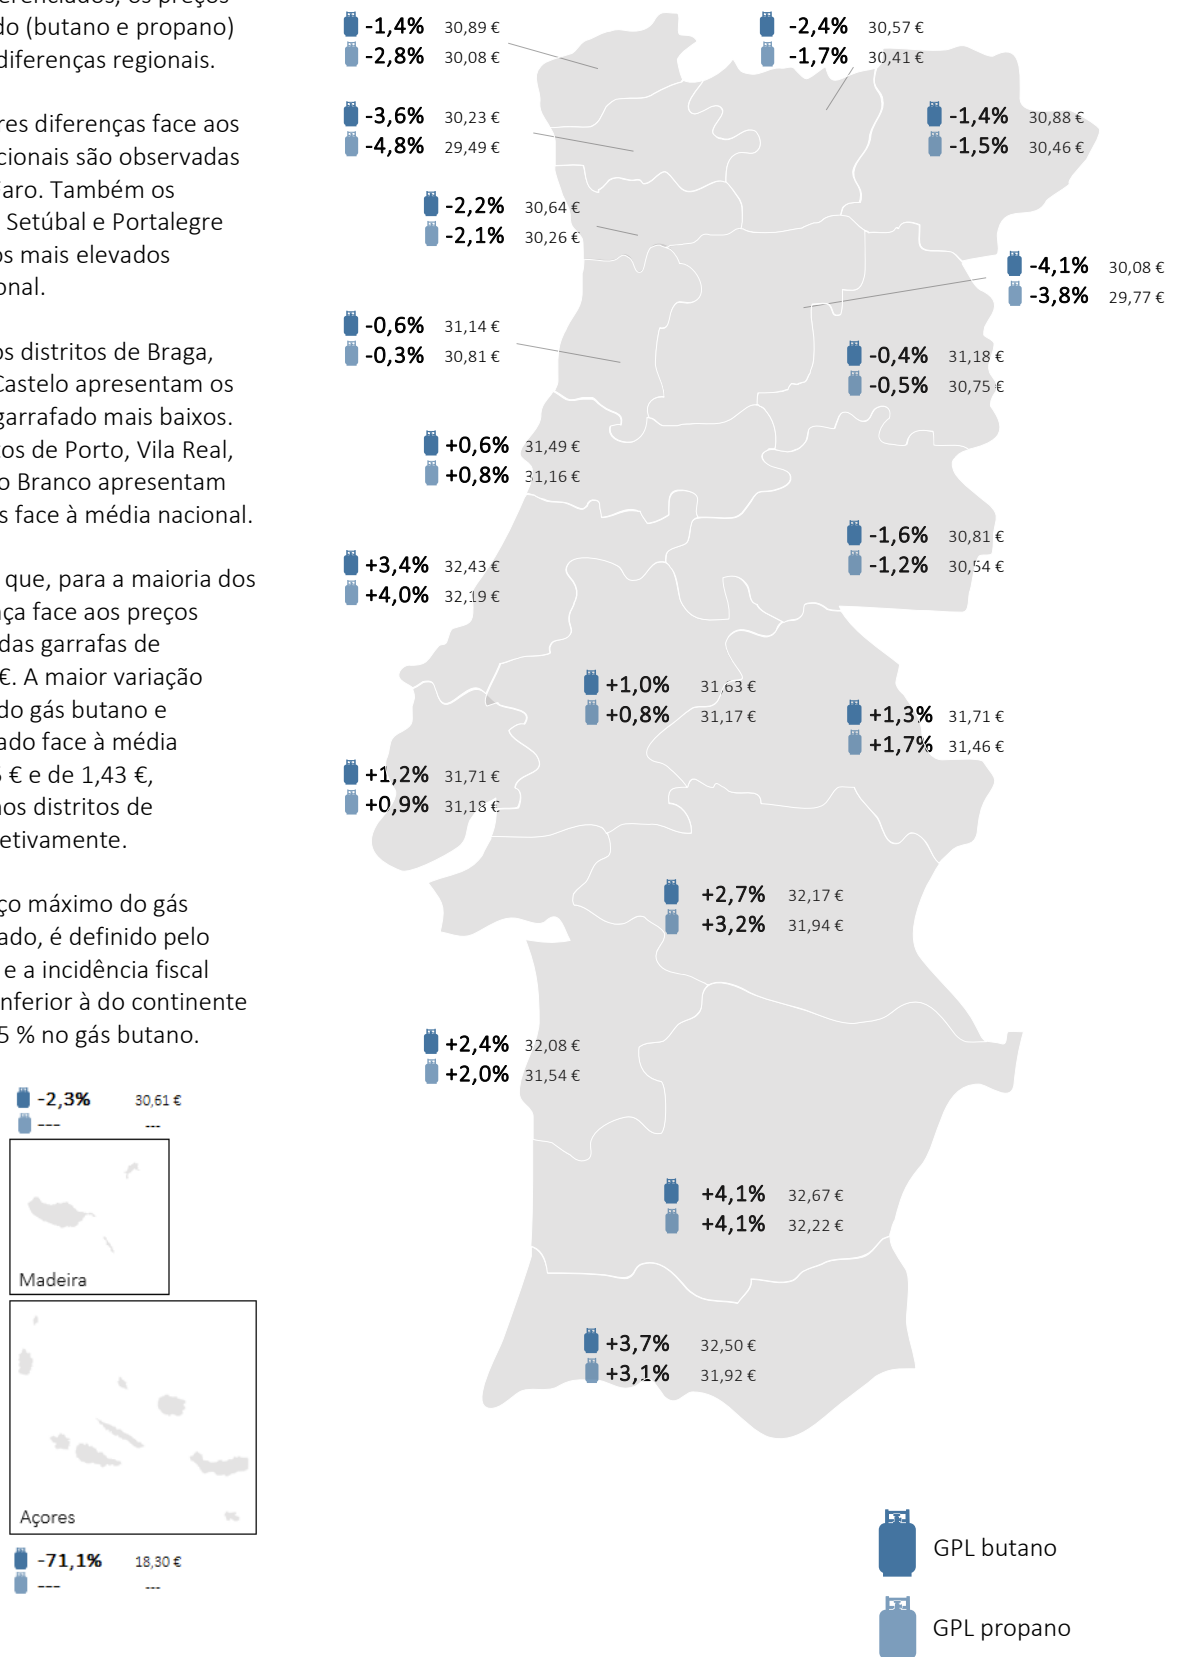 erenciados, os preços
do (butano e propano)
diferenças regionais.
res diferenças face aos
cionais são observadas
aro. Também os
Setúbal e Portalegre
os mais elevados
onal.
os distritos de Braga,
Castelo apresentam os
garrafado mais baixos.
tos de Porto, Vila Real,
o Branco apresentam
s face à média nacional.
que, para a maioria dos
nça face aos preços
das garrafas de
€. A maior variação
do gás butano e
ado face à média
5 € e de 1,43 €,
nos distritos de
etivamente.
ço máximo do gás
ado, é definido pelo
e a incidência fiscal
nferior à do continente
5 % no gás butano.
-1,4% 30,89 €
-2,8% 30,08 €
-2,4% 30,57 €
-1,7% 30,41 €
-3,6% 30,23 €
-4,8% 29,49 €
-1,4% 30,88 €
-1,5% 30,46 €
-2,2% 30,64 €
-2,1% 30,26 €
-4,1% 30,08 €
-3,8% 29,77 €
-0,6% 31,14 €
-0,3% 30,81 €
-0,4% 31,18 €
-0,5% 30,75 €
+0,6% 31,49 €
+0,8% 31,16 €
-1,6% 30,81 €
-1,2% 30,54 €
+3,4% 32,43 €
+4,0% 32,19 €
+1,0% 31,63 €
+0,8% 31,17 €
+1,3% 31,71 €
+1,7% 31,46 €
+1,2% 31,71 €
+0,9% 31,18 €
+2,7% 32,17 €
+3,2% 31,94 €
+2,4% 32,08 €
+2,0% 31,54 €
+4,1% 32,67 €
+4,1% 32,22 €
+3,7% 32,50 €
+3,1% 31,92 €
-2,3% 30,61 €
--- ---
Madeira
Açores
-71,1% 18,30 €
--- ---
GPL butano
GPL propano